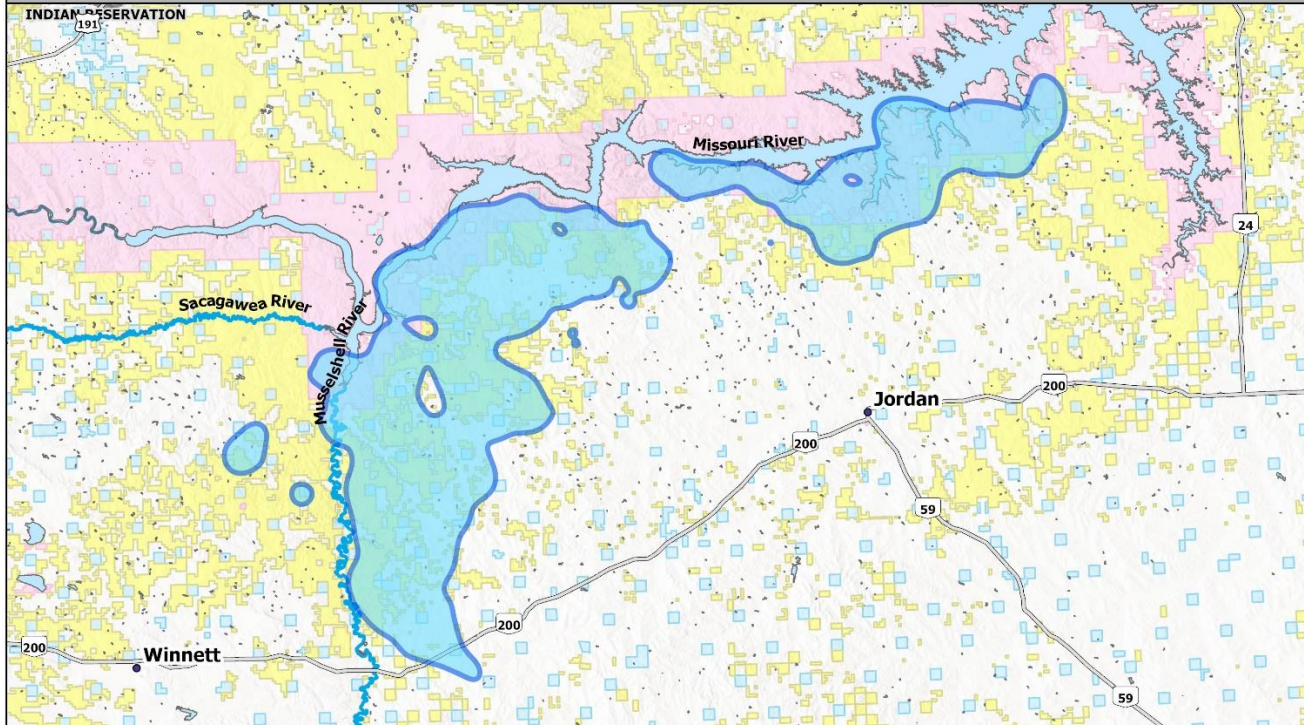 INDIAN RESERVATION
191
Missouri River
24
Sacagawea River
Musselshell River
200
Jordan
200
59
200
200
Winnett
59